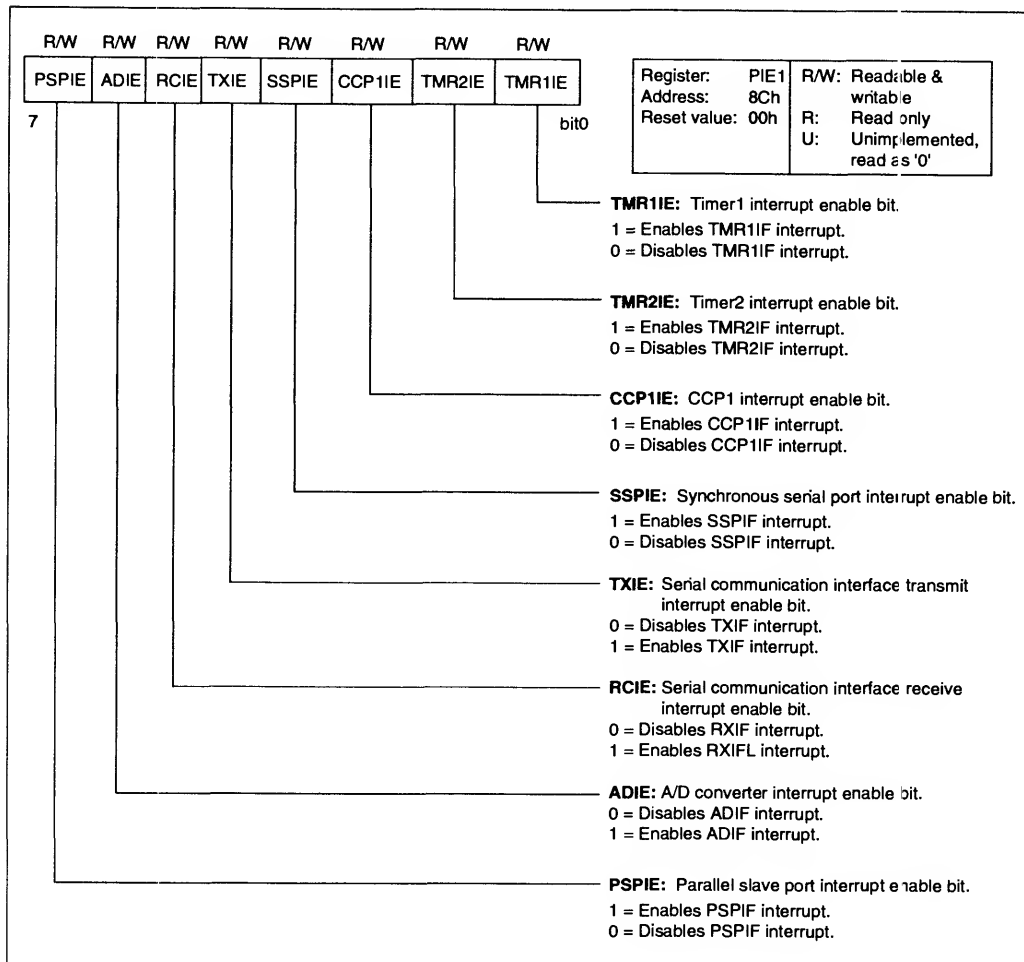 R/W R/W R/W R/W R/W R/W R/W R/W
PSPIE ADIE RCIE TXIE SSPIE CCP1IE TMR2IE TMR1IE
7 bit0
Register: PIE1
Address: 8Ch
Reset value: 00h
R/W: Readable &
writable
R: Read only
U: Unimplemented,
read as '0'
TMR1IE: Timer1 interrupt enable bit.
1 = Enables TMR1IF interrupt.
0 = Disables TMR1IF interrupt.
TMR2IE: Timer2 interrupt enable bit.
1 = Enables TMR2IF interrupt.
0 = Disables TMR2IF interrupt.
CCP1IE: CCP1 interrupt enable bit.
1 = Enables CCP1IF interrupt.
0 = Disables CCP1IF interrupt.
SSPIE: Synchronous serial port interrupt enable bit.
1 = Enables SSPIF interrupt.
0 = Disables SSPIF interrupt.
TXIE: Serial communication interface transmit
interrupt enable bit.
0 = Disables TXIF interrupt.
1 = Enables TXIF interrupt.
RCIE: Serial communication interface receive
interrupt enable bit.
0 = Disables RXIF interrupt.
1 = Enables RXIFL interrupt.
ADIE: A/D converter interrupt enable bit.
0 = Disables ADIF interrupt.
1 = Enables ADIF interrupt.
PSPIE: Parallel slave port interrupt enable bit.
1 = Enables PSPIF interrupt.
0 = Disables PSPIF interrupt.